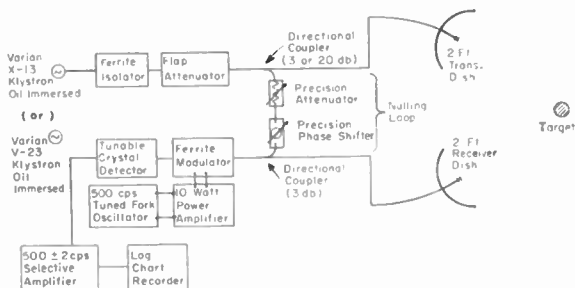 Varian
X-13
Klystron
Oil Immersed
(or)
Varian
V-23
Klystron
Oil
Immersed
Ferrite
Isolator
Flap
Attenuator
Directional
Coupler
(3 or 20 db)
Precision
Attenuator
Precision
Phase Shifter
Nulling
Loop
2 Ft
Trans.
Dish
Target
Tunable
Crystal
Detector
Ferrite
Modulator
Directional
Coupler
(3db)
2 Ft
Receiver
Dish
500 cps
Tuned Fork
Oscillator
10 Watt
Power
Amplifier
500 ± 2cps
Selective
Amplifier
Log
Chart
Recorder